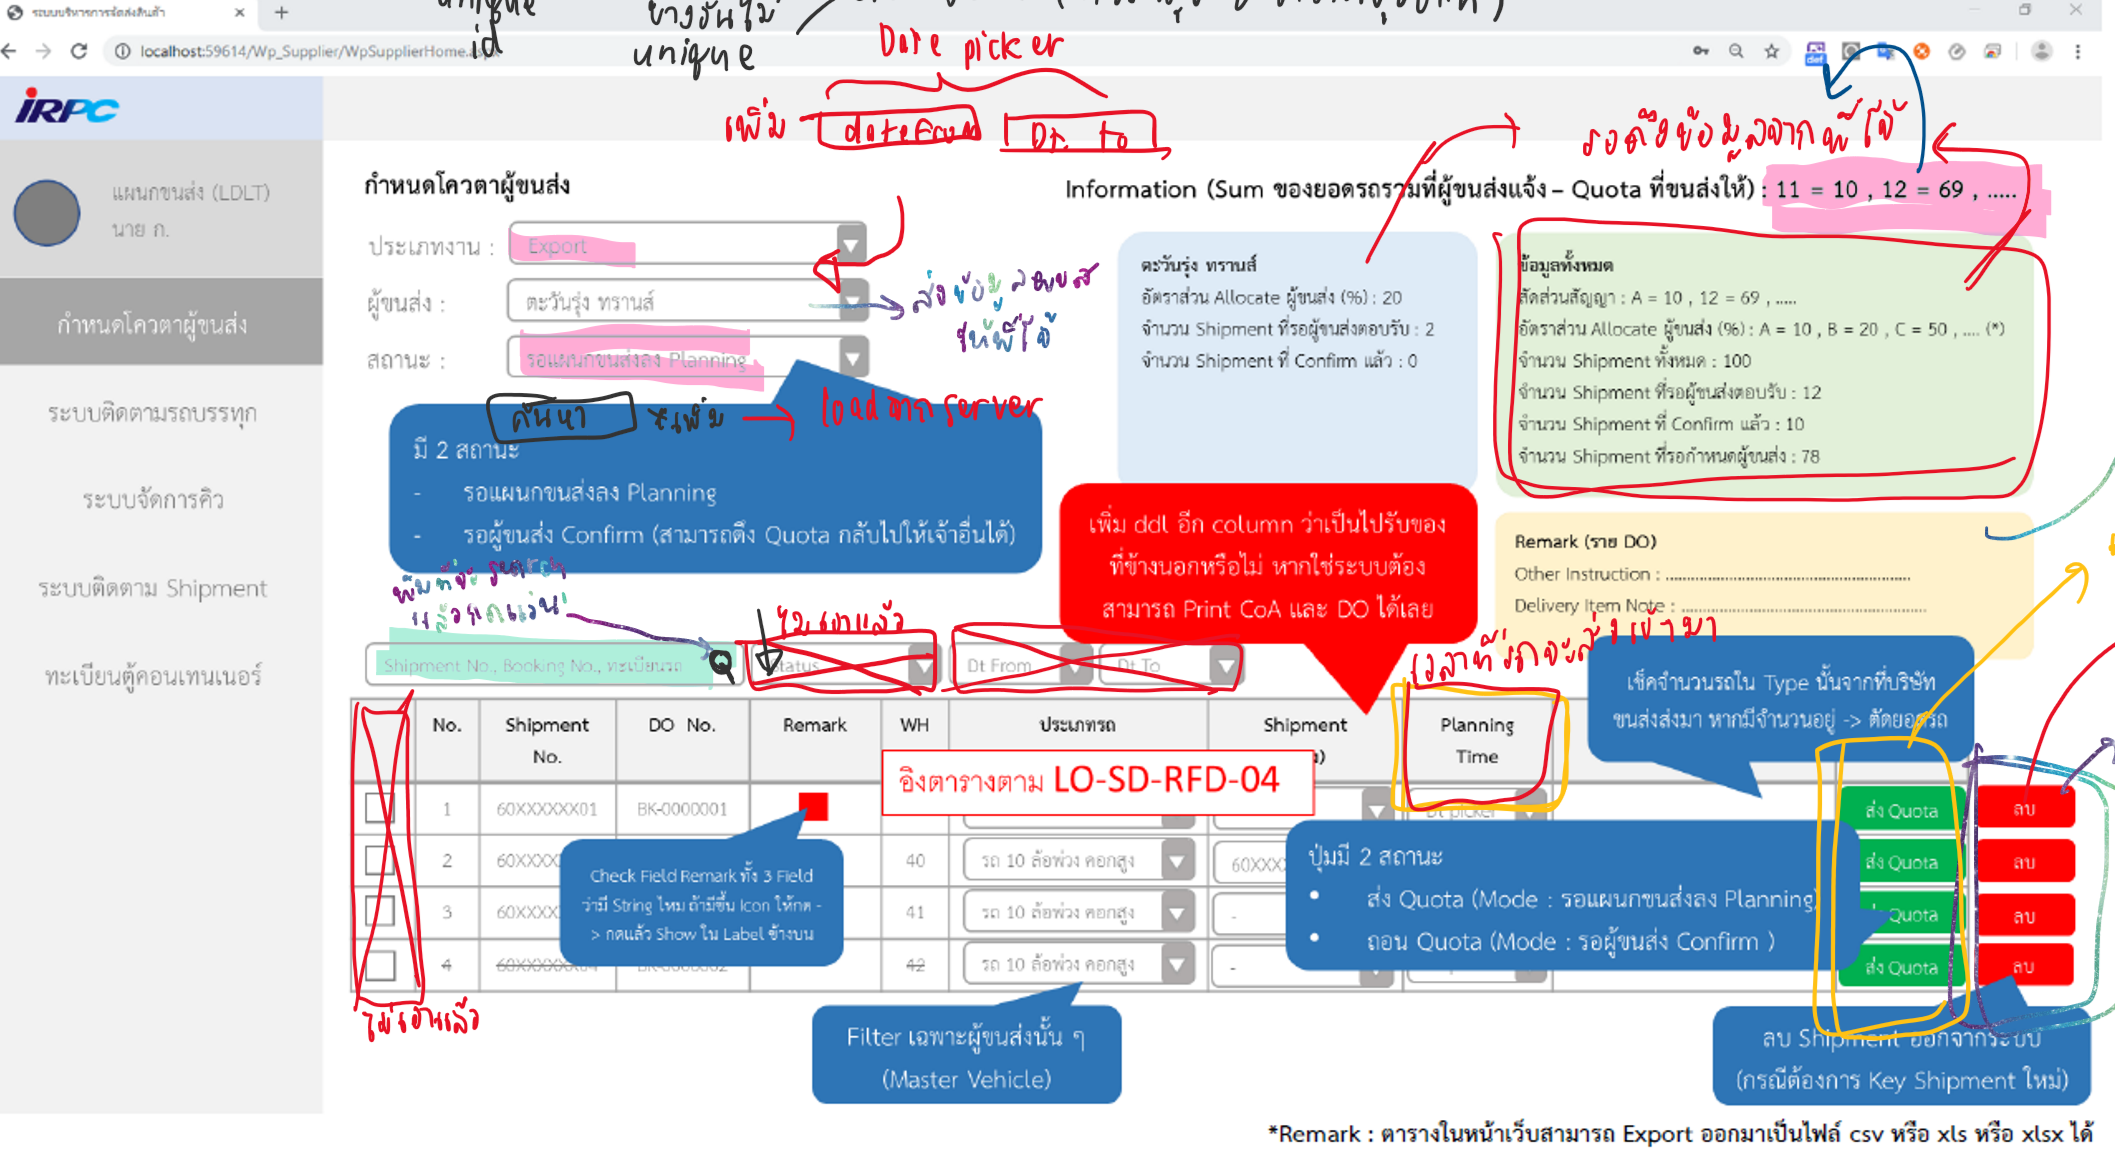 ระบบบริหารการจัดส่งสินค้า
unique
id
ข้างอันไม่
unique
localhost:59614/Wp_Supplier/WpSupplierHome.as
Date picker
IRPC
เพิ่ม
dateFrom
Dt to
รอดึงข้อมูลจากพี่โจ้
แผนกขนส่ง (LDLT)
นาย ก.
กำหนดโควตาผู้ขนส่ง
ระบบติดตามรถบรรทุก
ระบบจัดการคิว
ระบบติดตาม Shipment
ทะเบียนตู้คอนเทนเนอร์
กำหนดโควตาผู้ขนส่ง
Information (Sum ของยอดรถรวมที่ผู้ขนส่งแจ้ง – Quota ที่ขนส่งให้) : 11 = 10 , 12 = 69 , .....
ประเภทงาน : Export
ผู้ขนส่ง : ตะวันรุ่ง ทรานส์
สถานะ : รอแผนกขนส่งลง Planning
ให้พี่โจ้
ค้นหา *เพิ่ม → load จาก server
มี 2 สถานะ
- รอแผนกขนส่งลง Planning
- รอผู้ขนส่ง Confirm (สามารถดึง Quota กลับไปให้เจ้าอื่นได้)
ตะวันรุ่ง ทรานส์
อัตราส่วน Allocate ผู้ขนส่ง (%) : 20
จำนวน Shipment ที่รอผู้ขนส่งตอบรับ : 2
จำนวน Shipment ที่ Confirm แล้ว : 0
ข้อมูลทั้งหมด
สัดส่วนสัญญา : A = 10 , 12 = 69 , .....
อัตราส่วน Allocate ผู้ขนส่ง (%) : A = 10 , B = 20 , C = 50 , .... (*)
จำนวน Shipment ทั้งหมด : 100
จำนวน Shipment ที่รอผู้ขนส่งตอบรับ : 12
จำนวน Shipment ที่ Confirm แล้ว : 10
จำนวน Shipment ที่รอกำหนดผู้ขนส่ง : 78
เพิ่ม ddl อีก column ว่าเป็นไปรับของ
ที่ข้างนอกหรือไม่ หากใช่ระบบต้อง
สามารถ Print CoA และ DO ได้เลย
Remark (ราย DO)
Other Instruction : ....................
Delivery Item Note : ....................
ไม่เอาแล้ว
เวลาที่รถจะวิ่งเข้ามา
Shipment No., Booking No., ทะเบียนรถ
Status
Dt From
Dt To
เช็คจำนวนรถใน Type นั้นจากที่บริษัท
ขนส่งส่งมา หากมีจำนวนอยู่ -> ตัดยอดรถ
No. Shipment No. DO No. Remark WH ประเภทรถ Shipment Planning Time
อิงตารางตาม LO-SD-RFD-04
1 60XXXXXX01 BK-0000001 Dt picker ส่ง Quota ลบ
2 60XXXX 40 รถ 10 ล้อพ่วง คอกสูง 60XXX ส่ง Quota ลบ
3 60XXXX 41 รถ 10 ล้อพ่วง คอกสูง - Quota ลบ
4 60XXXXXX04 BK-0000002 42 รถ 10 ล้อพ่วง คอกสูง - ส่ง Quota ลบ
Check Field Remark ทั้ง 3 Field
ว่ามี String ไหม ถ้ามีขึ้น Icon ให้กด -
> กดแล้ว Show ใน Label ข้างบน
ปุ่มมี 2 สถานะ
• ส่ง Quota (Mode : รอแผนกขนส่งลง Planning)
• ถอน Quota (Mode : รอผู้ขนส่ง Confirm )
ไม่เอาแล้ว
Filter เฉพาะผู้ขนส่งนั้น ๆ
(Master Vehicle)
ลบ Shipment ออกจากระบบ
(กรณีต้องการ Key Shipment ใหม่)
*Remark : ตารางในหน้าเว็บสามารถ Export ออกมาเป็นไฟล์ csv หรือ xls หรือ xlsx ได้